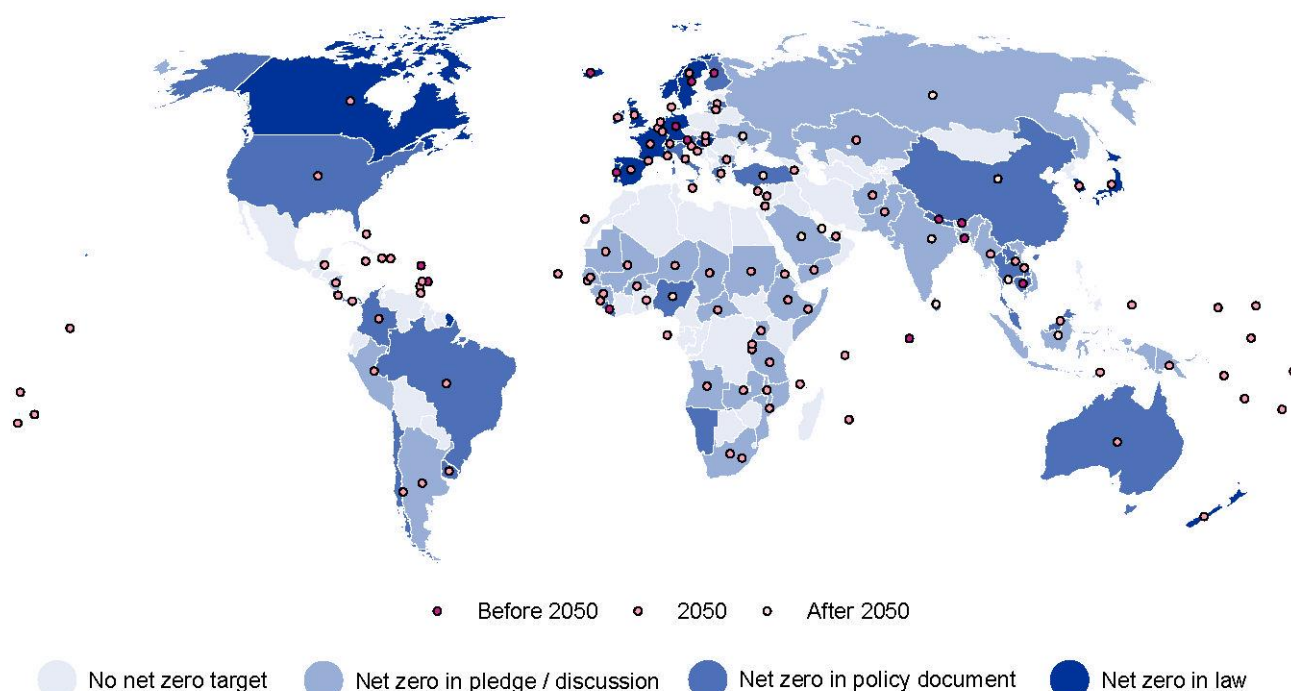 Before 2050 2050 After 2050
No net zero target Net zero in pledge / discussion Net zero in policy document Net zero in law